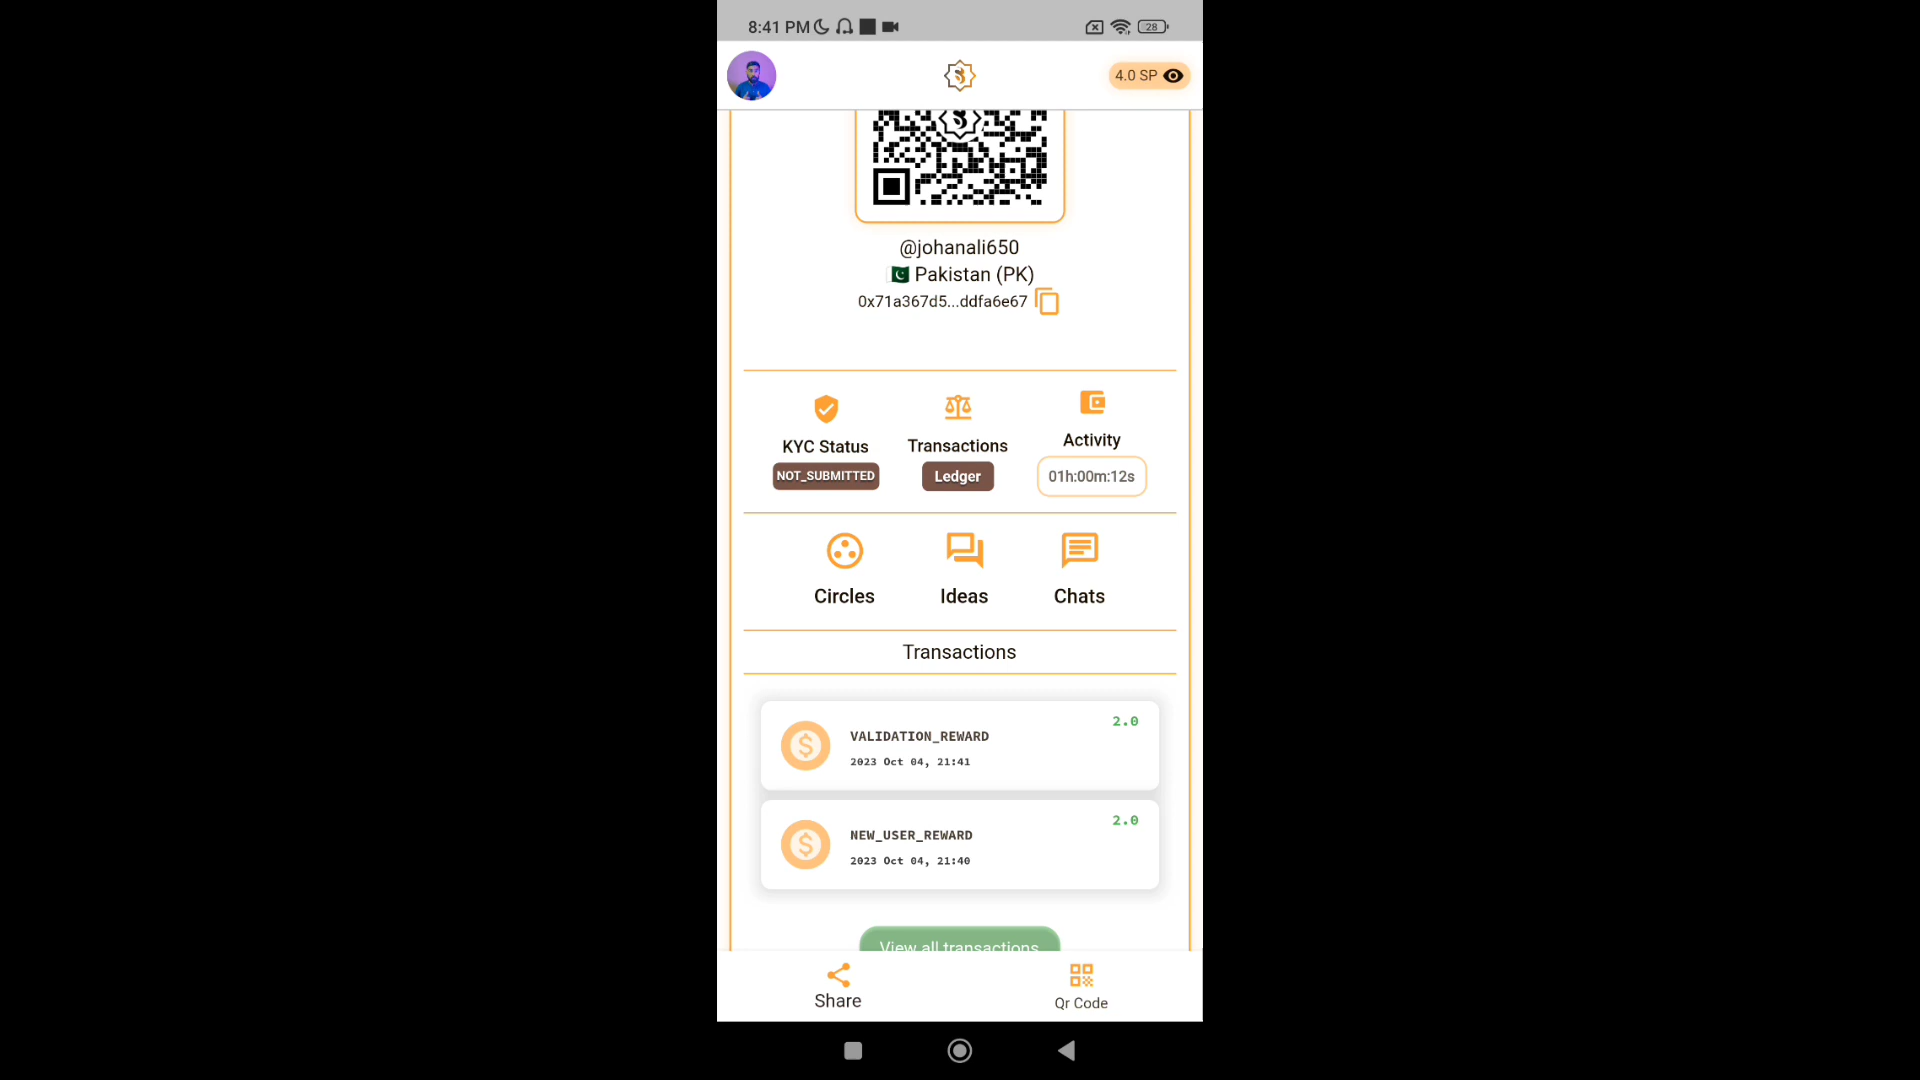 8:41 PM
28
4.0 SP
@johanali650
Pakistan (PK)
0x71a367d5...ddfa6e67
KYC Status
Transactions
Activity
NOT_SUBMITTED
Ledger
01h:00m:12s
Circles
Ideas
Chats
Transactions
2.0
VALIDATION_REWARD
2023 Oct 04, 21:41
2.0
NEW_USER_REWARD
2023 Oct 04, 21:40
View all transactions
Share
Qr Code